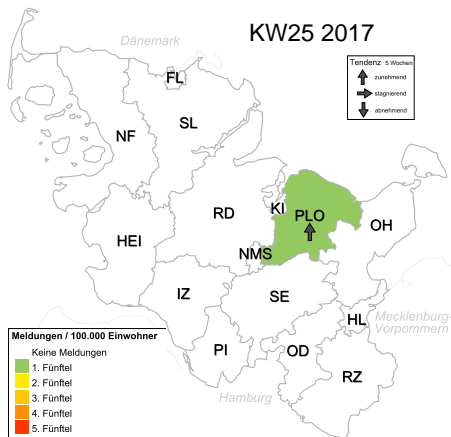 KW25 2017
Dänemark
Tendenz 5 Wochen
zunehmend
stagnierend
abnehmend
FL
NF
SL
RD
KI
PLO
OH
HEI
NMS
IZ
SE
HL
Mecklenburg-
Vorpommern
PI
OD
RZ
Hamburg
Meldungen / 100.000 Einwohner
Keine Meldungen
1. Fünftel
2. Fünftel
3. Fünftel
4. Fünftel
5. Fünftel